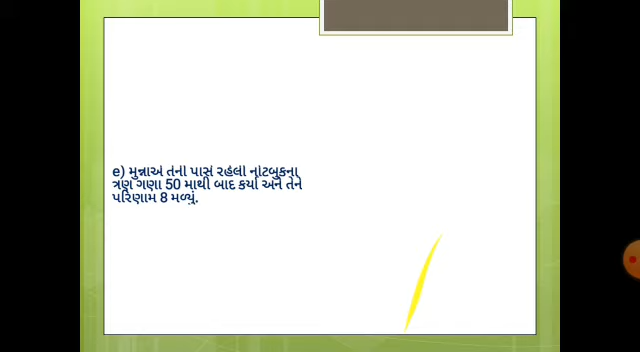 e) મુન્નાએ તેની પાસે રહેલી નોટબુકના
ત્રણ ગણા 50 માથી બાદ કર્યા અને તેને
પરિણામ 8 મળ્યું.